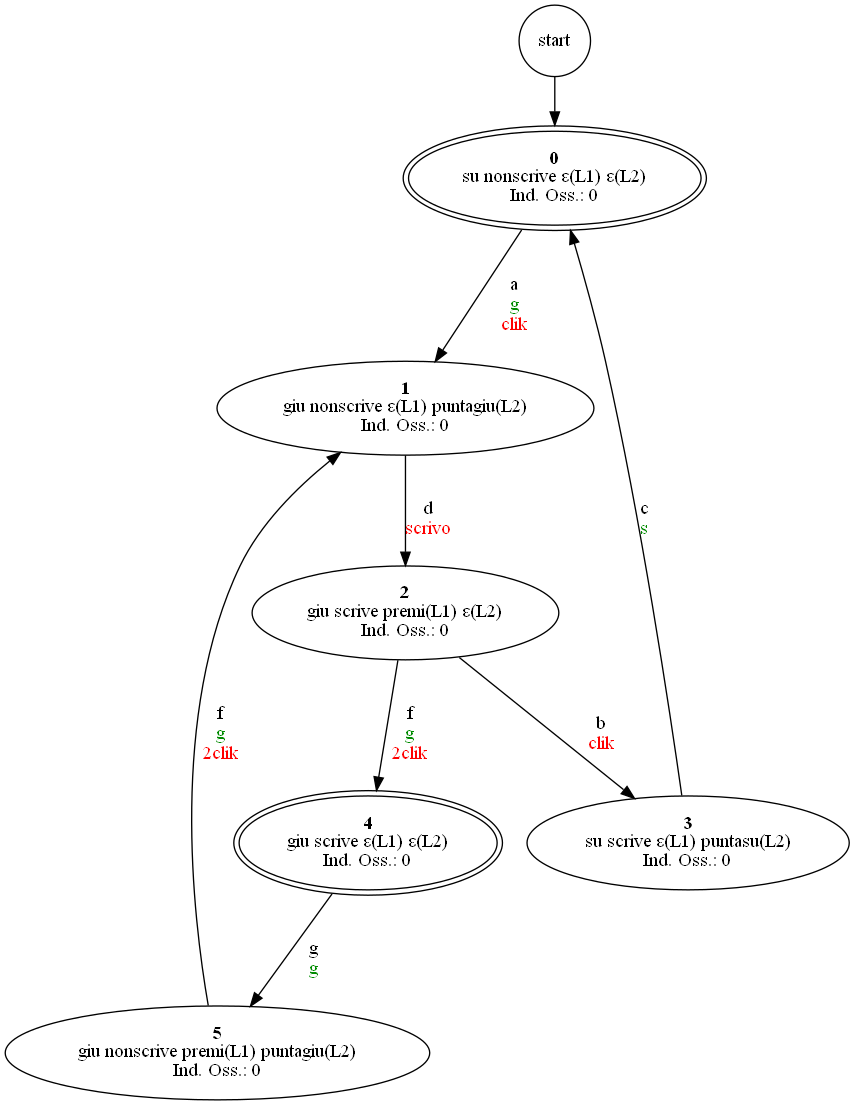 start
0
su nonscrive ε(L1) ε(L2)
Ind. Oss.: 0
a
g
clik
1
giu nonscrive ε(L1) puntagiu(L2)
Ind. Oss.: 0
d
scrivo
c
s
2
giu scrive premi(L1) ε(L2)
Ind. Oss.: 0
f
g
2clik
f
g
2clik
b
clik
4
giu scrive ε(L1) ε(L2)
Ind. Oss.: 0
3
su scrive ε(L1) puntasu(L2)
Ind. Oss.: 0
g
g
5
giu nonscrive premi(L1) puntagiu(L2)
Ind. Oss.: 0